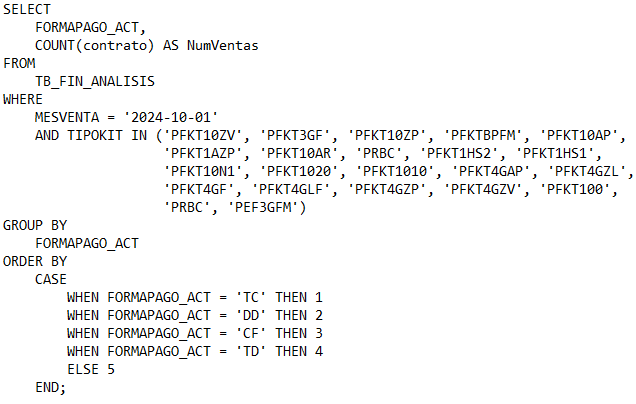 SELECT
FORMAPAGO_ACT,
COUNT(contrato) AS NumVentas
FROM
TB_FIN_ANALISIS
WHERE
MESVENTA = '2024-10-01'
AND TIPOKIT IN ('PFKT10ZV', 'PFKT3GF', 'PFKT10ZP', 'PFKTBPFM', 'PFKT10AP',
'PFKT1AZP', 'PFKT10AR', 'PRBC', 'PFKT1HS2', 'PFKT1HS1',
'PFKT10N1', 'PFKT1020', 'PFKT1010', 'PFKT4GAP', 'PFKT4GZL',
'PFKT4GF', 'PFKT4GLF', 'PFKT4GZP', 'PFKT4GZV', 'PFKT100',
'PRBC', 'PEF3GFM')
GROUP BY
FORMAPAGO_ACT
ORDER BY
CASE
WHEN FORMAPAGO_ACT = 'TC' THEN 1
WHEN FORMAPAGO_ACT = 'DD' THEN 2
WHEN FORMAPAGO_ACT = 'CF' THEN 3
WHEN FORMAPAGO_ACT = 'TD' THEN 4
ELSE 5
END;